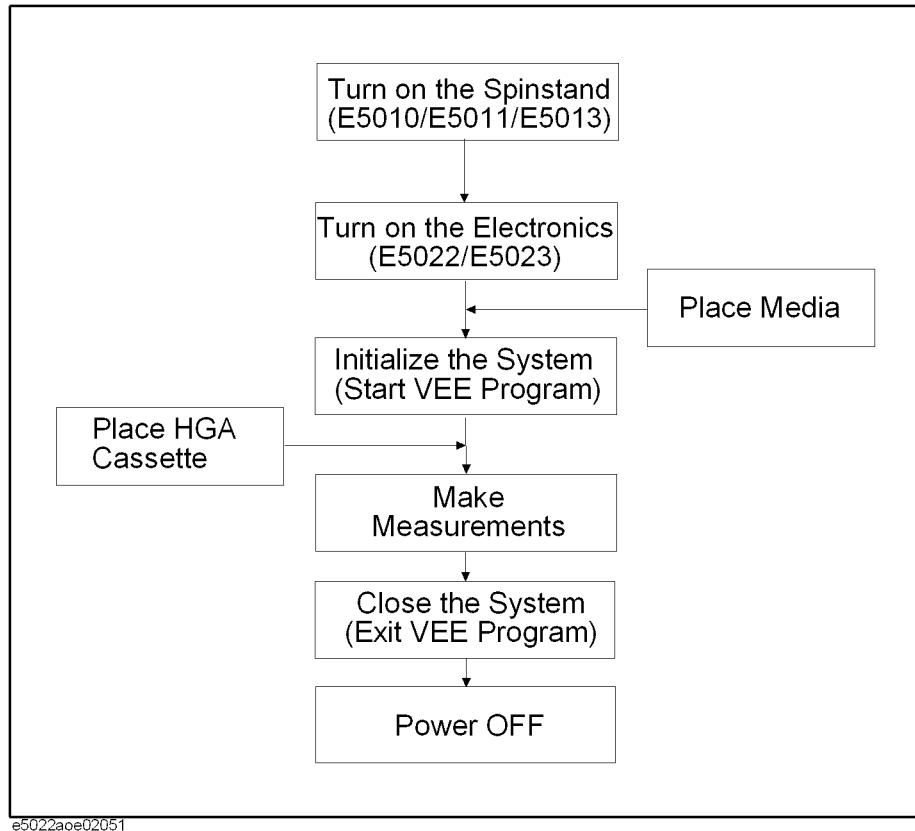 Turn on the Spinstand
(E5010/E5011/E5013)
Turn on the Electronics
(E5022/E5023)
Place Media
Initialize the System
(Start VEE Program)
Place HGA
Cassette
Make
Measurements
Close the System
(Exit VEE Program)
Power OFF
e5022aoe02051